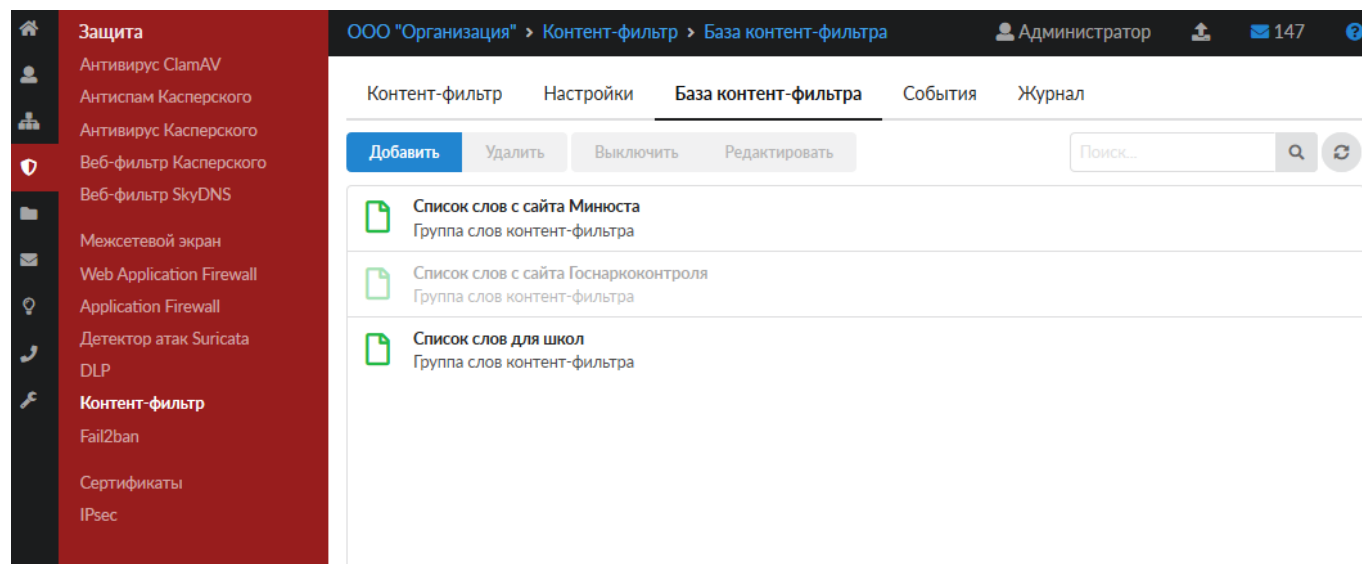 Защита
Антивирус ClamAV
Антиспам Касперского
Антивирус Касперского
Веб-фильтр Касперского
Веб-фильтр SkyDNS
Межсетевой экран
Web Application Firewall
Application Firewall
Детектор атак Suricata
DLP
Контент-фильтр
Fail2ban
Сертификаты
IPsec
ООО "Организация" > Контент-фильтр > База контент-фильтра Администратор 147 ?
Контент-фильтр Настройки База контент-фильтра События Журнал
Добавить Удалить Выключить Редактировать Поиск...
Список слов с сайта Минюста
Группа слов контент-фильтра
Список слов с сайта Госнаркоконтроля
Группа слов контент-фильтра
Список слов для школ
Группа слов контент-фильтра